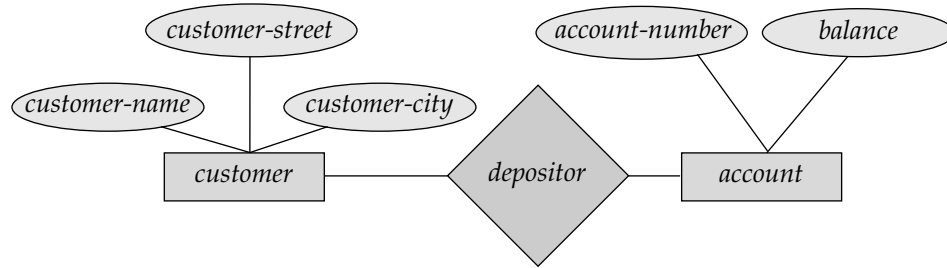 customer-street
account-number
balance
customer-name
customer-city
customer
depositor
account